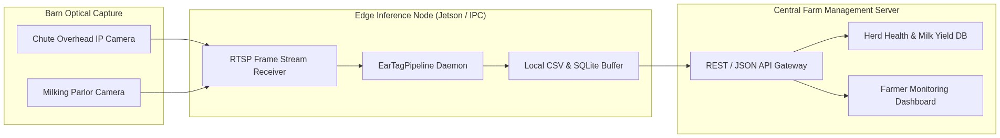 Barn Optical Capture
Chute Overhead IP Camera
Milking Parlor Camera
Edge Inference Node (Jetson / IPC)
RTSP Frame Stream
Receiver
EarTagPipeline Daemon
Local CSV & SQLite Buffer
Central Farm Management Server
REST / JSON API Gateway
Herd Health & Milk Yield DB
Farmer Monitoring
Dashboard